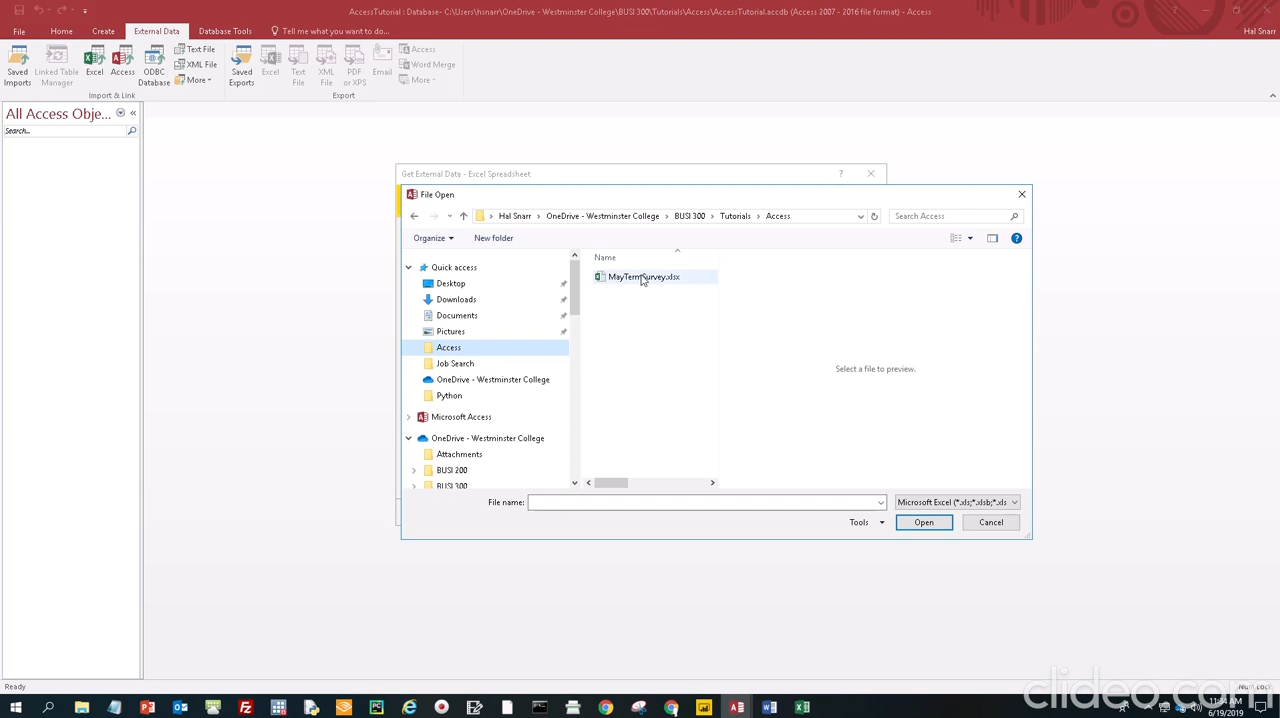 AccessTutorial : Database- C:\Users\hsnarr\OneDrive - Westminster College\BUSI 300\Tutorials\Access\AccessTutorial.accdb (Access 2007 - 2016 file format) - Access
File Home Create External Data Database Tools Tell me what you want to do... Hal Snarr
Saved Imports
Linked Table Manager
Excel
Access
ODBC Database
Text File
XML File
More
Saved Exports
Excel
Text File
XML File
PDF or XPS
Email
Access
Word Merge
More
Import & Link
Export
All Access Obje...
Search...
Get External Data - Excel Spreadsheet
File Open
Hal Snarr OneDrive - Westminster College BUSI 300 Tutorials Access
Search Access
Organize New folder
Name
MayTermSurvey.xlsx
Quick access
Desktop
Downloads
Documents
Pictures
Access
Job Search
OneDrive - Westminster College
Python
Microsoft Access
OneDrive - Westminster College
Attachments
BUSI 200
BUSI 300
Select a file to preview.
File name:
Microsoft Excel (*.xls;*.xlsb;*.xls
Tools Open Cancel
Ready
Num Lock
clideo.com
11:34 AM
6/19/2019